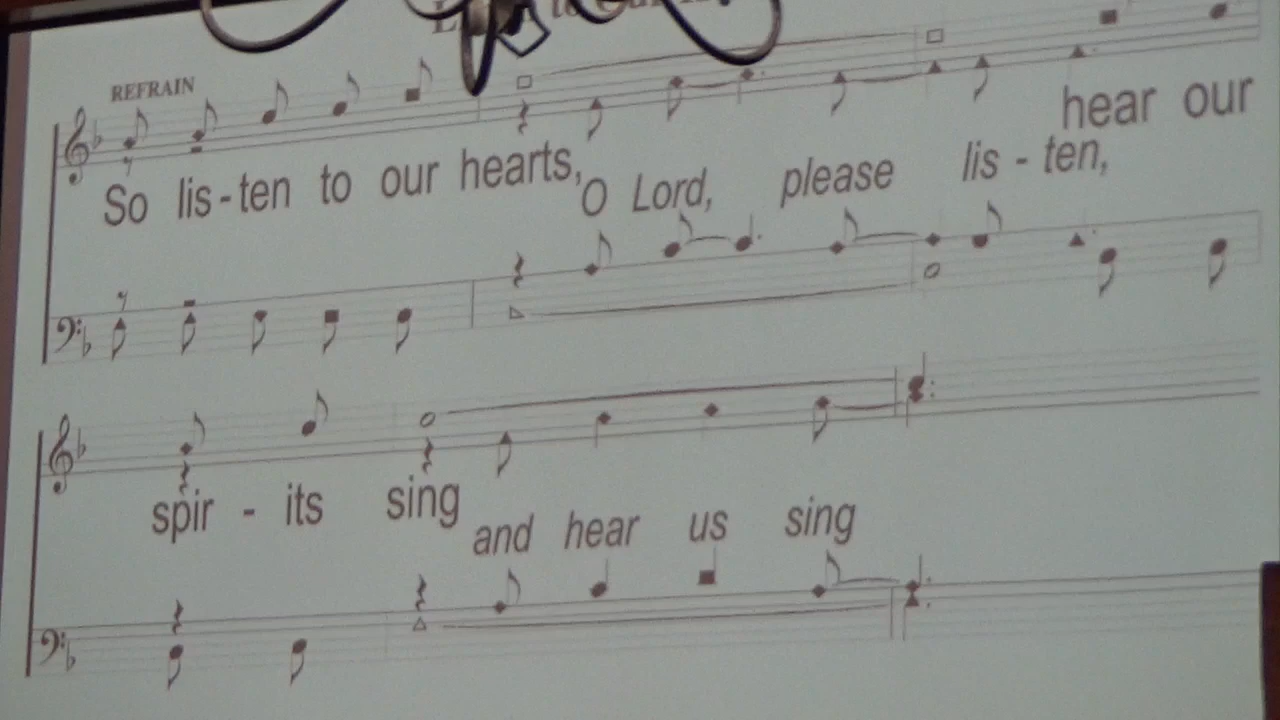 REFRAIN
hear our
So lis - ten to our hearts,
O Lord, please lis - ten,
spir - its sing
and hear us sing